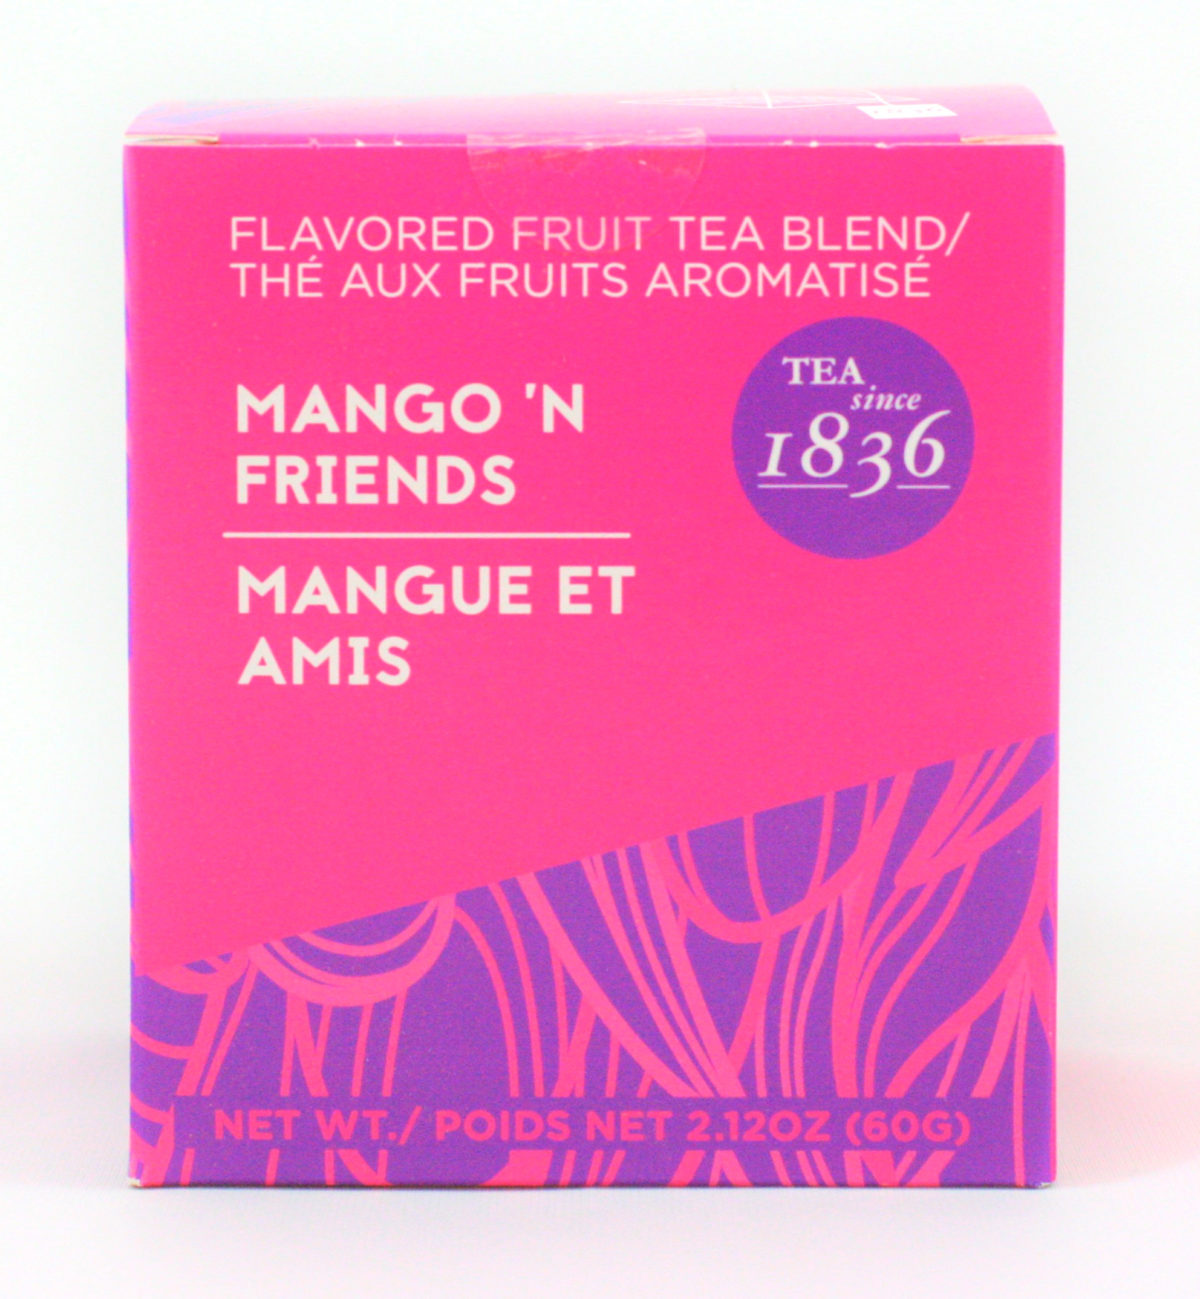 FLAVORED FRUIT TEA BLEND/
THÉ AUX FRUITS AROMATISÉ
MANGO 'N
FRIENDS
MANGUE ET
AMIS
TEA
since
1836
NET WT./ POIDS NET 2.12OZ (60G)